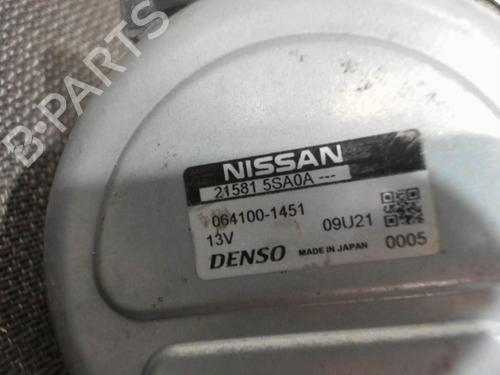 B-PARTS
NISSAN
21581 5SA0A ---
064100-1451
13V 09U21
DENSO MADE IN JAPAN 0005